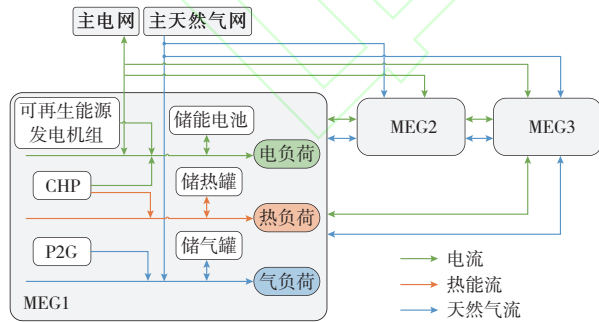 主电网
主天然气网
可再生能源
发电机组
储能电池
电负荷
CHP
储热罐
热负荷
P2G
储气罐
气负荷
MEG1
MEG2
MEG3
电流
热能流
天然气流